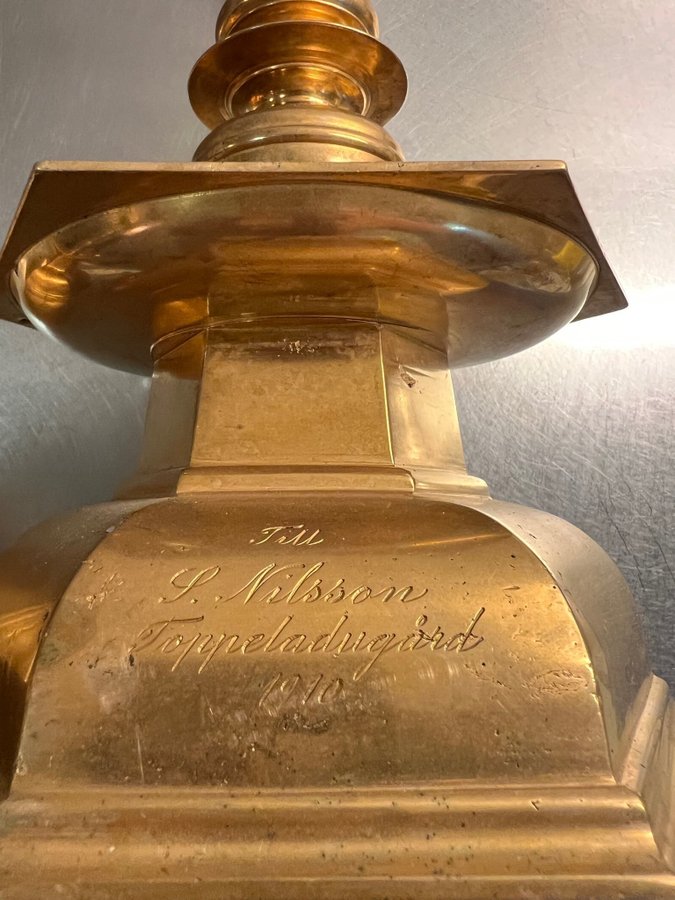 Till
S. Nilsson
Toppeladugård
1910